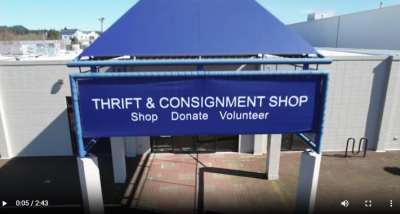 THRIFT & CONSIGNMENT SHOP
Shop Donate Volunteer
0:05 / 2:43